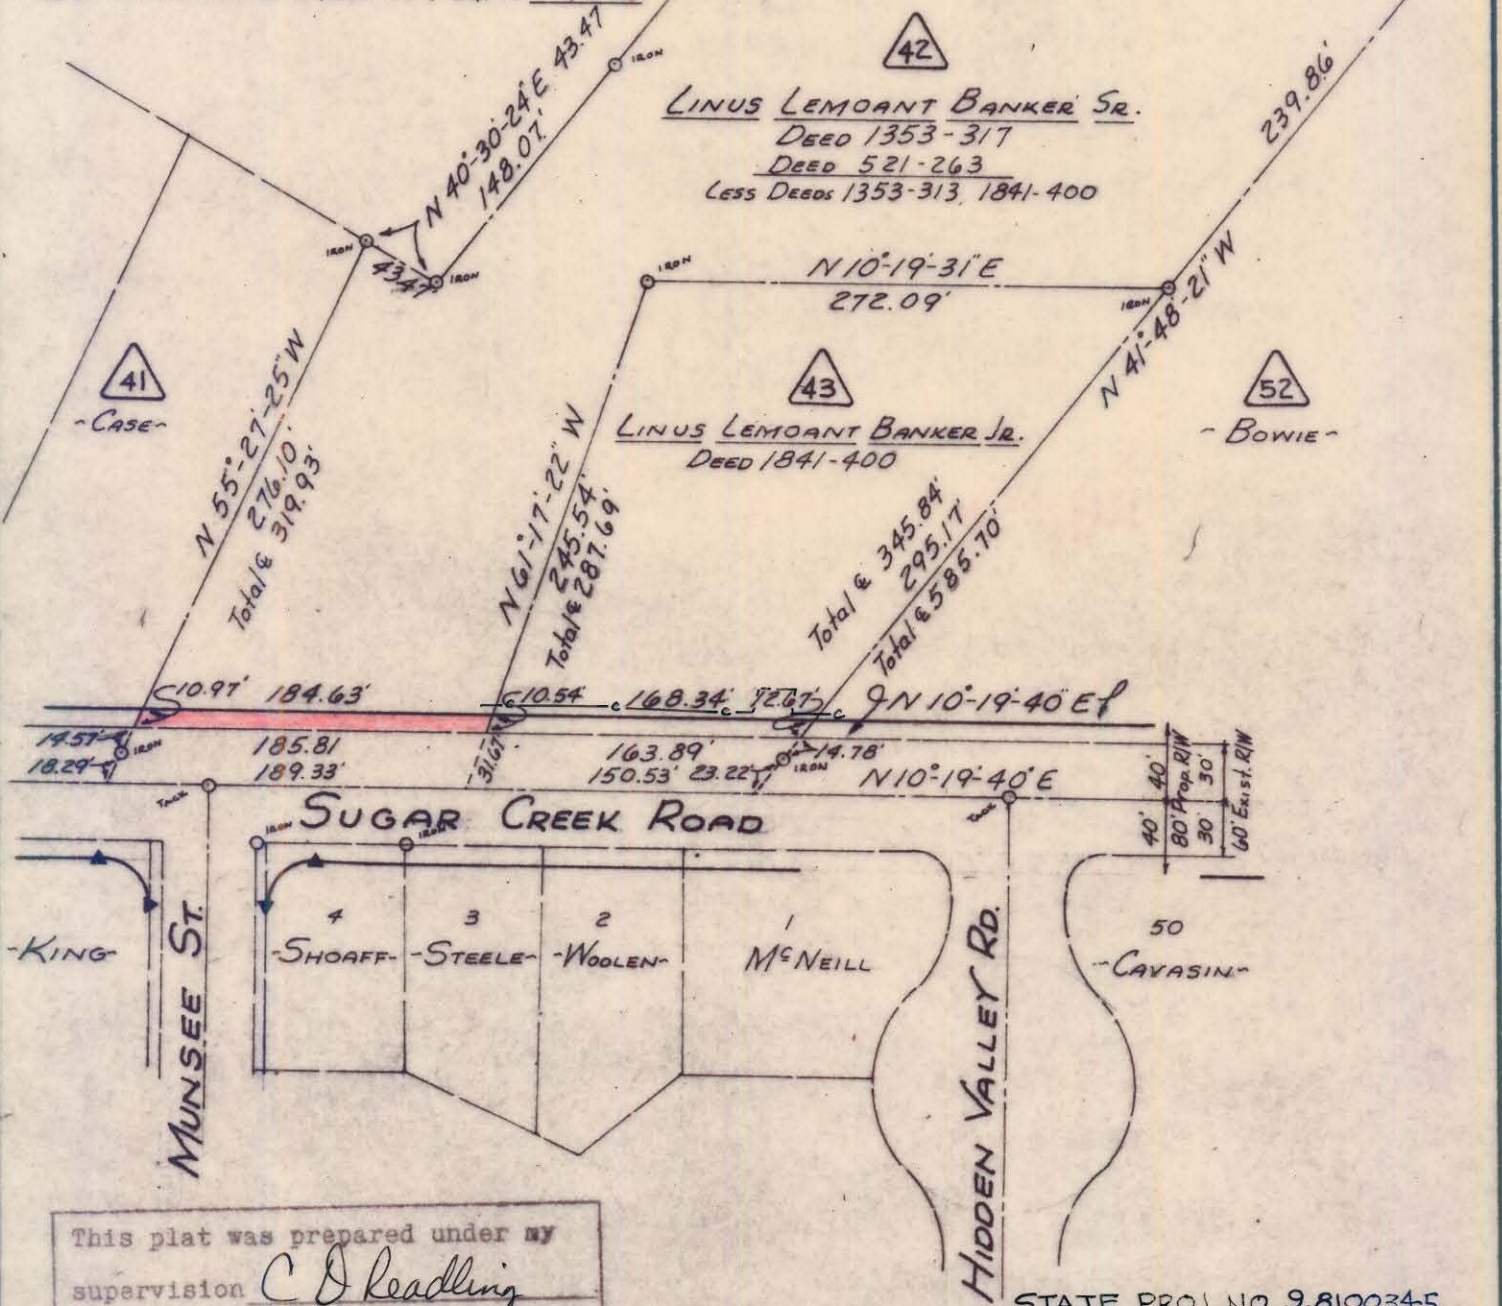 42
LINUS LEMOANT BANKER SR.
DEED 1353-317
DEED 521-263
LESS DEEDS 1353-313, 1841-400
N 40°-30'-24" E 43.47
148.07'
IRON
239.86'
IRON
43.47
IRON
IRON
N 10°-19'-31" E
272.09'
IRON
N 41°-48'-21" W
41
-CASE-
N 55°-27'-25" W
276.10'
Total ℄ 319.93'
43
LINUS LEMOANT BANKER JR.
DEED 1841-400
52
-BOWIE-
N 61°-17'-22" W
245.54'
Total ℄ 287.69'
Total ℄ 345.84'
295.17'
Total ℄ 585.70'
10.97' 184.63' 10.54' 168.34' 12.67' N 10°-19'-40" E
14.57' IRON 185.81 31.67' 163.89' 14.78'
IRON
18.29' 189.33' 150.53' 23.22' N 10°-19'-40" E
40' 80' Prop. R/W 30' 60' Exist. R/W
40' 30'
Tack
SUGAR CREEK ROAD
Tack
IRON
IRON
-KING-
MUNSEE ST.
4
-SHOAFF-
3
-STEELE-
2
-WOOLEN-
1
McNEILL
HIDDEN VALLEY RD.
50
-CAVASIN-
This plat was prepared under my
supervision C D Readling
STATE PROJ. NO. 9.8100345